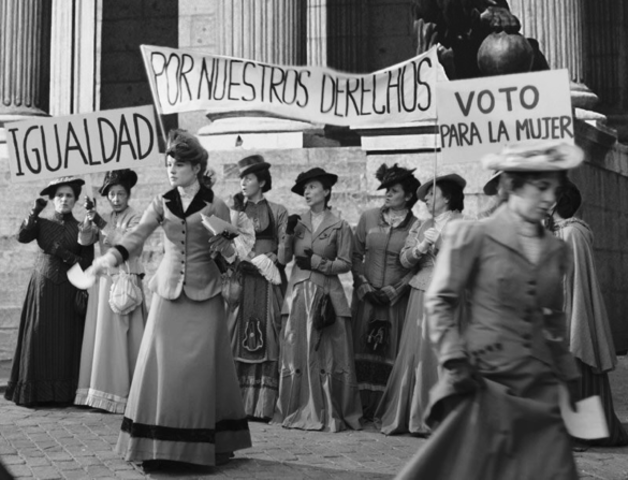 IGUALDAD
POR NUESTROS DERECHOS
VOTO
PARA LA MUJER